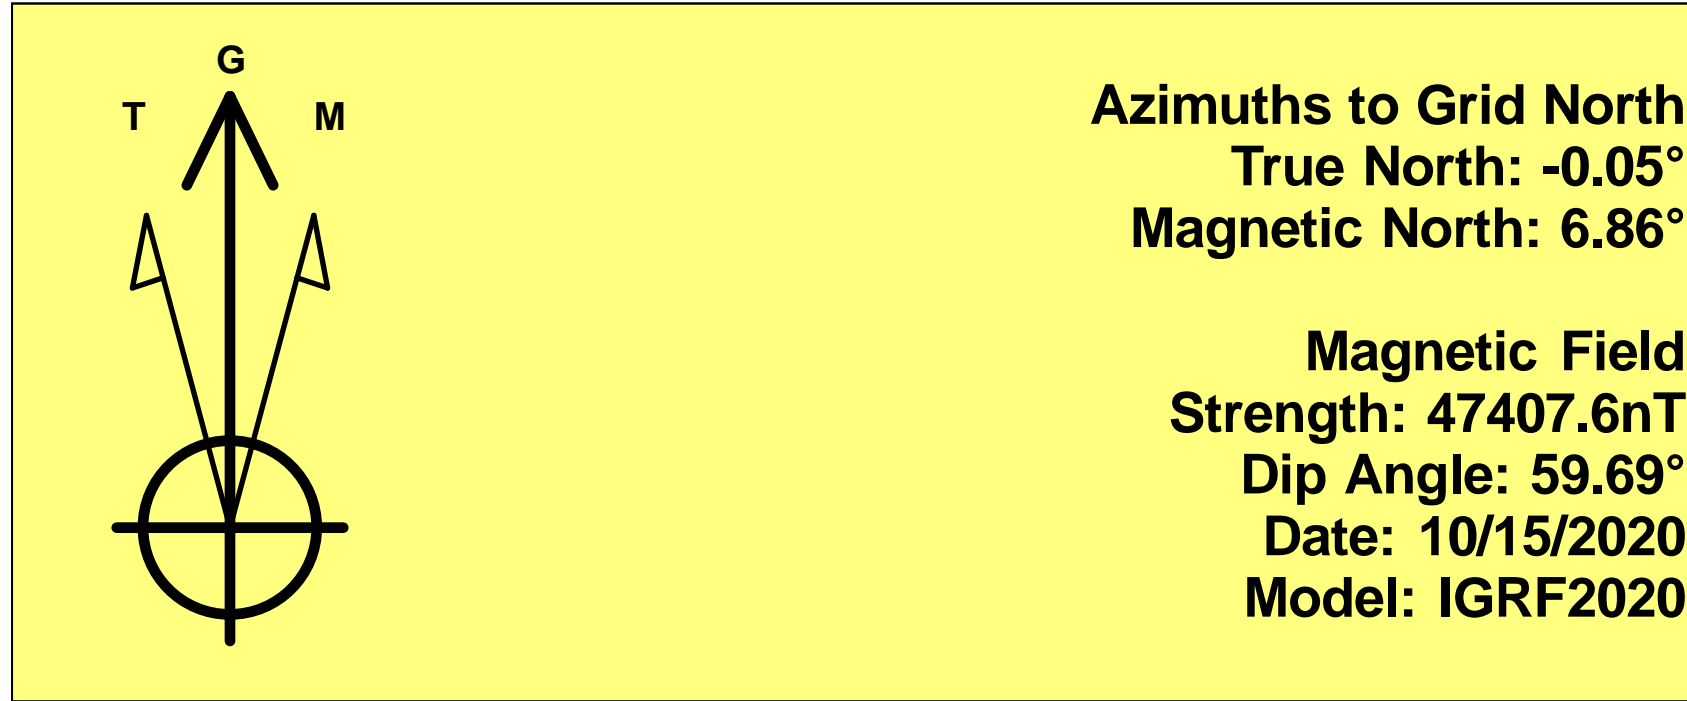 G
T M
Azimuths to Grid North
True North: -0.05°
Magnetic North: 6.86°
Magnetic Field
Strength: 47407.6nT
Dip Angle: 59.69°
Date: 10/15/2020
Model: IGRF2020